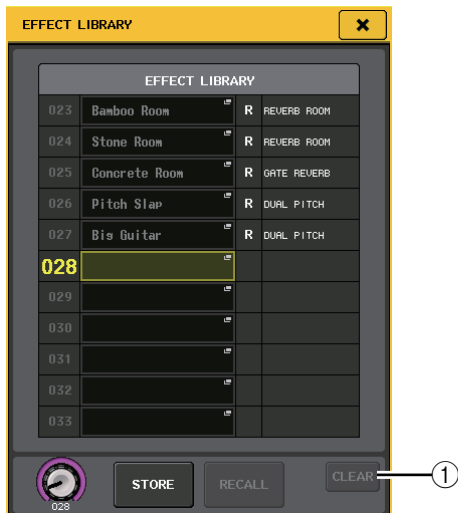 EFFECT LIBRARY
EFFECT LIBRARY
023 Bamboo Room R REVERB ROOM
024 Stone Room R REVERB ROOM
025 Concrete Room R GATE REVERB
026 Pitch Slap R DUAL PITCH
027 Big Guitar R DUAL PITCH
028
029
030
031
032
033
028 STORE RECALL CLEAR 1